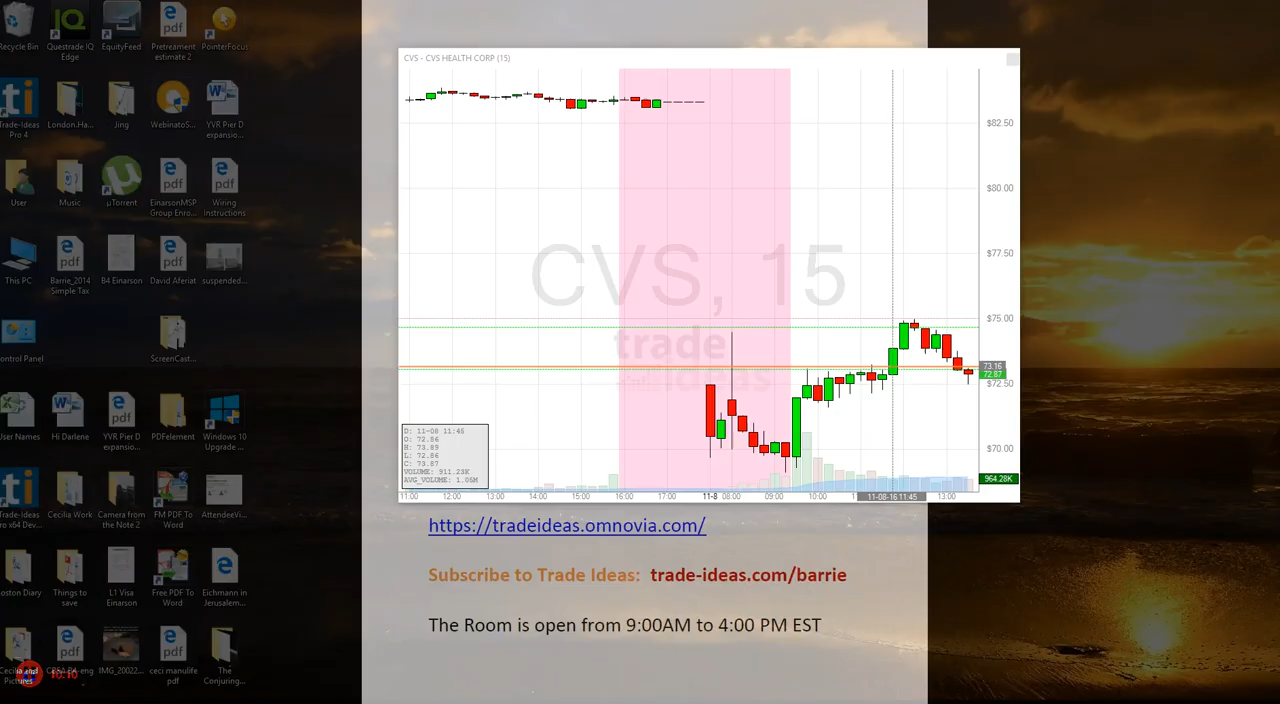 Recycle Bin
Questrade IQ Edge
EquityFeed
Pretreament estimate 2
PointerFocus
Trade-Ideas Pro 4
London.Ha...
Jing
WebinatoS...
YVR Pier D expansio...
User
Music
µTorrent
EinarsonMSP Group Enro...
Wiring instructions
This PC
Barrie_2014 Simple Tax
B4 Einarson
David Aferiat
suspended...
ontrol Panel
ScreenCast...
User Names
Hi Darlene
YVR Pier D expansio...
PDFelement
Windows 10 Upgrade ...
Trade-Ideas ro x64 Dev...
Cecilia Work
Camera from the Note 2
FM PDF To Word
AttendeeVi...
oston Diary
Things to save
L1 Visa Einarson
Free PDF To Word
Eichmann in Jerusalem...
Cecilia and Pictures
IMG_20022...
ceci manulife pdf
The Conjuring...
CVS - CVS HEALTH CORP (15)
$82.50
$80.00
$77.50
$75.00
73.16
72.87
$72.50
$70.00
964.28K
CVS, 15
trade ideas
D: 11-08 11:45
O: 72.86
H: 73.89
L: 72.86
C: 73.87
VOLUME: 911.23K
AVG_VOLUME: 1.05M
11:00 12:00 13:00 14:00 15:00 16:00 17:00 11-8 08:00 09:00 10:00 1 11-08-16 11:45 13:00
https://tradeideas.omnovia.com/
Subscribe to Trade Ideas: trade-ideas.com/barrie
The Room is open from 9:00AM to 4:00 PM EST